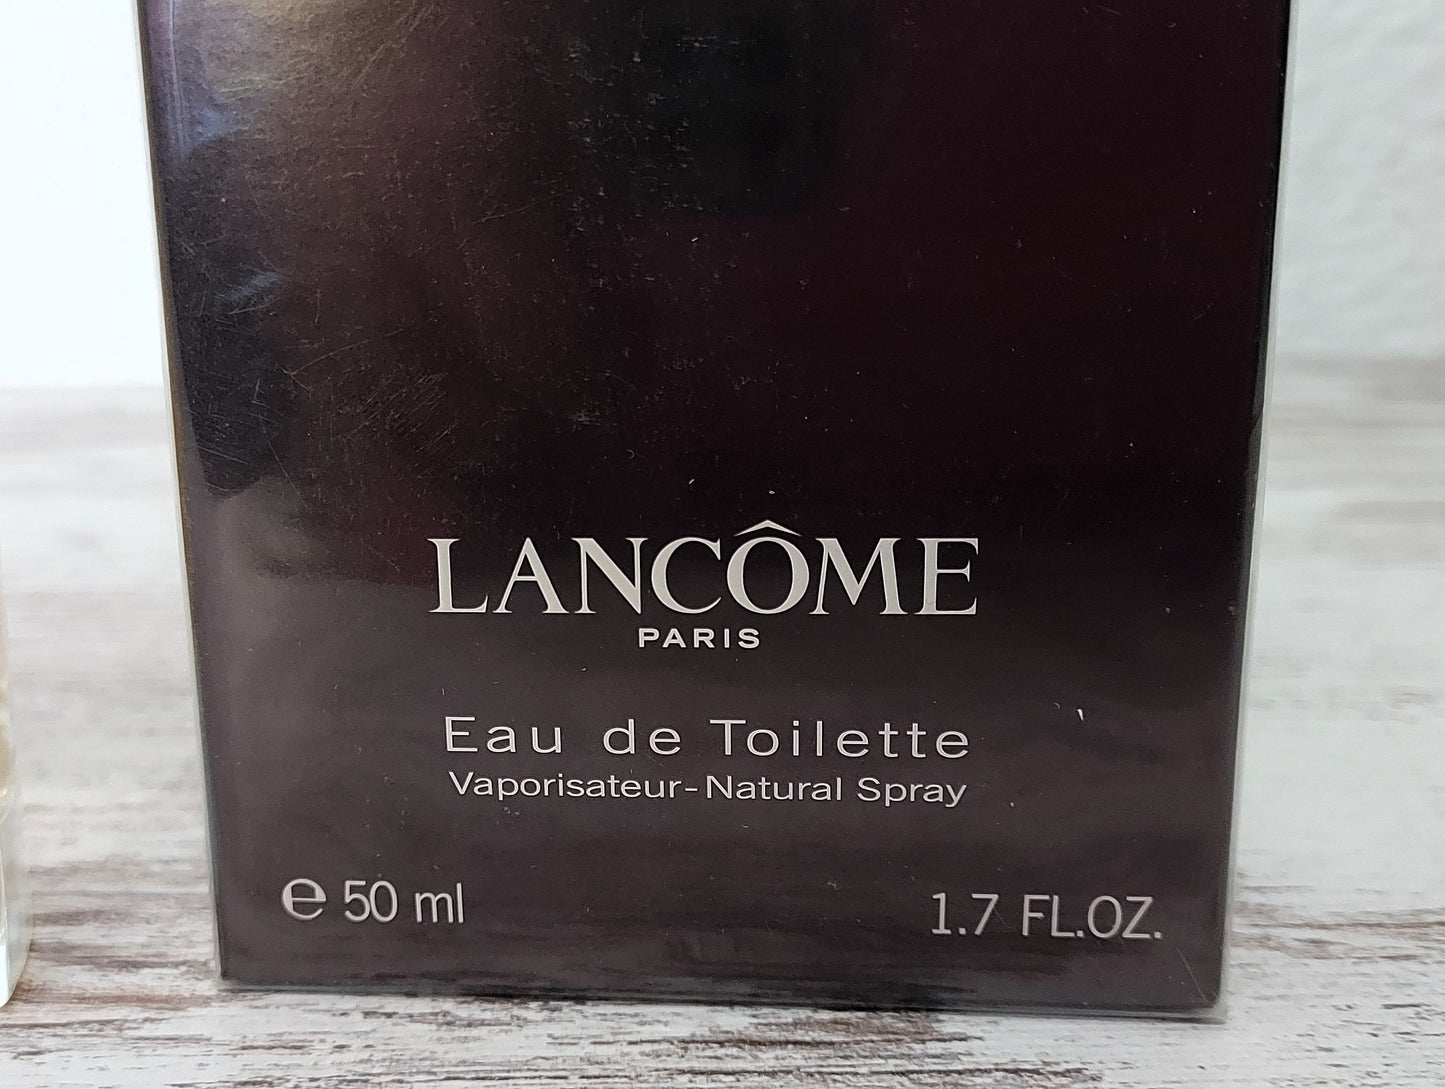 LANCÔME
PARIS
Eau de Toilette
Vaporisateur-Natural Spray
℮ 50 ml 1.7 FL.OZ.